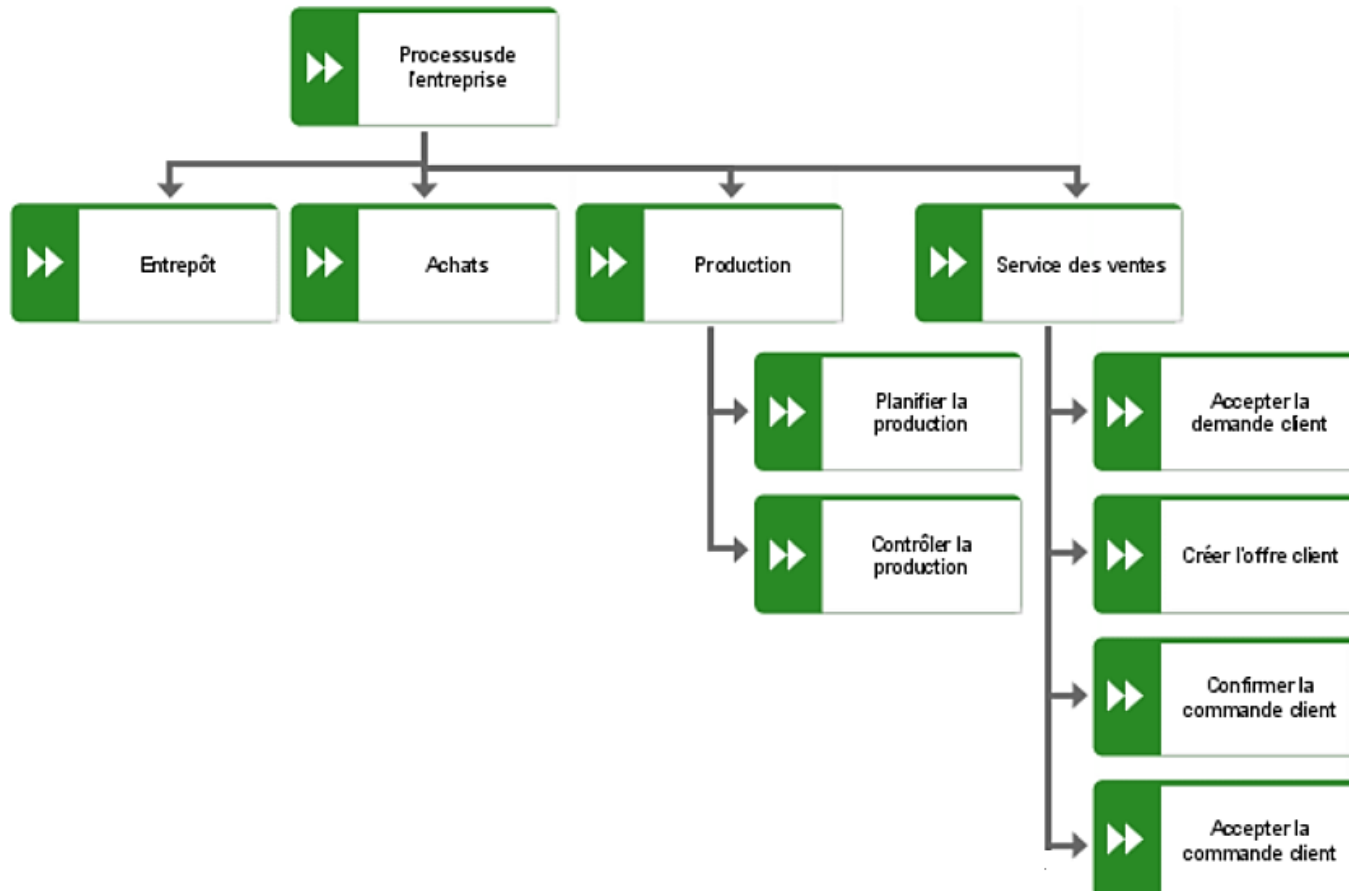 Processusde
l'entreprise
Entrepôt
Achats
Production
Service des ventes
Planifier la
production
Accepter la
demande client
Contrôler la
production
Créer l'offre client
Confirmer la
commande client
Accepter la
commande client